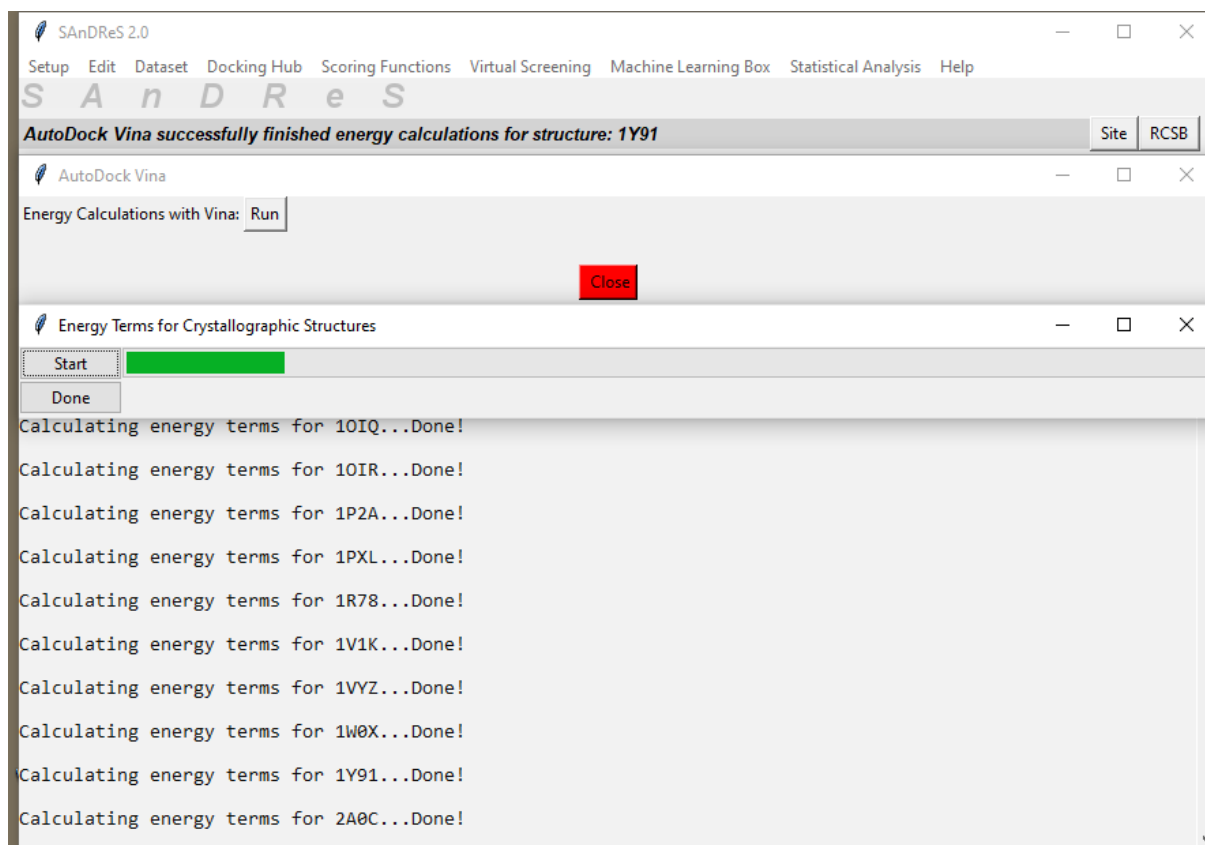 SAnDReS 2.0
Setup Edit Dataset Docking Hub Scoring Functions Virtual Screening Machine Learning Box Statistical Analysis Help
S A n D R e S
AutoDock Vina successfully finished energy calculations for structure: 1Y91 Site RCSB
AutoDock Vina
Energy Calculations with Vina: Run
Close
Energy Terms for Crystallographic Structures
Start
Done
Calculating energy terms for 1OIQ...Done!
Calculating energy terms for 1OIR...Done!
Calculating energy terms for 1P2A...Done!
Calculating energy terms for 1PXL...Done!
Calculating energy terms for 1R78...Done!
Calculating energy terms for 1V1K...Done!
Calculating energy terms for 1VYZ...Done!
Calculating energy terms for 1W0X...Done!
Calculating energy terms for 1Y91...Done!
Calculating energy terms for 2A0C...Done!